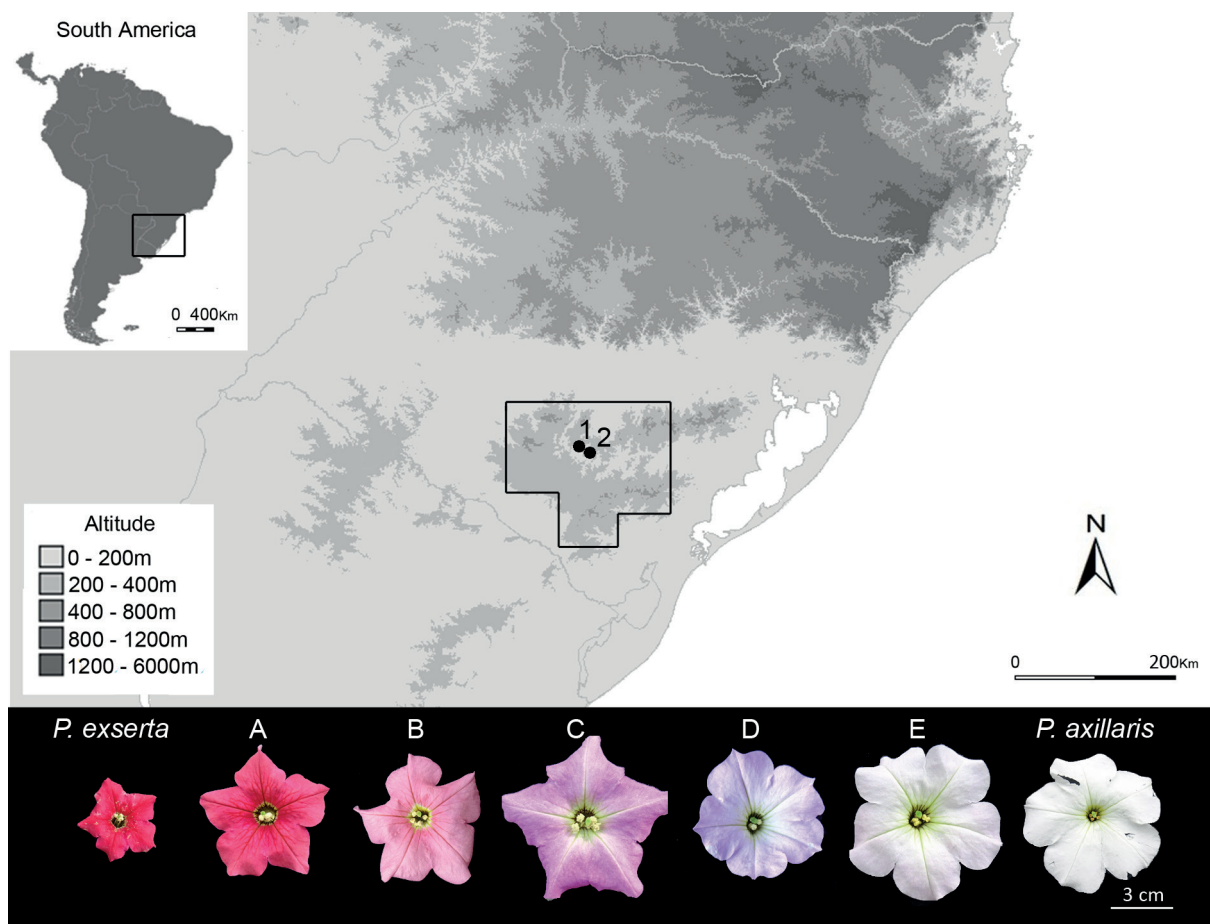 South America
0 400Km
1 2
Altitude
0 - 200m
200 - 400m
400 - 800m
800 - 1200m
1200 - 6000m
N
0 200Km
P. exserta A B C D E P. axillaris
3 cm